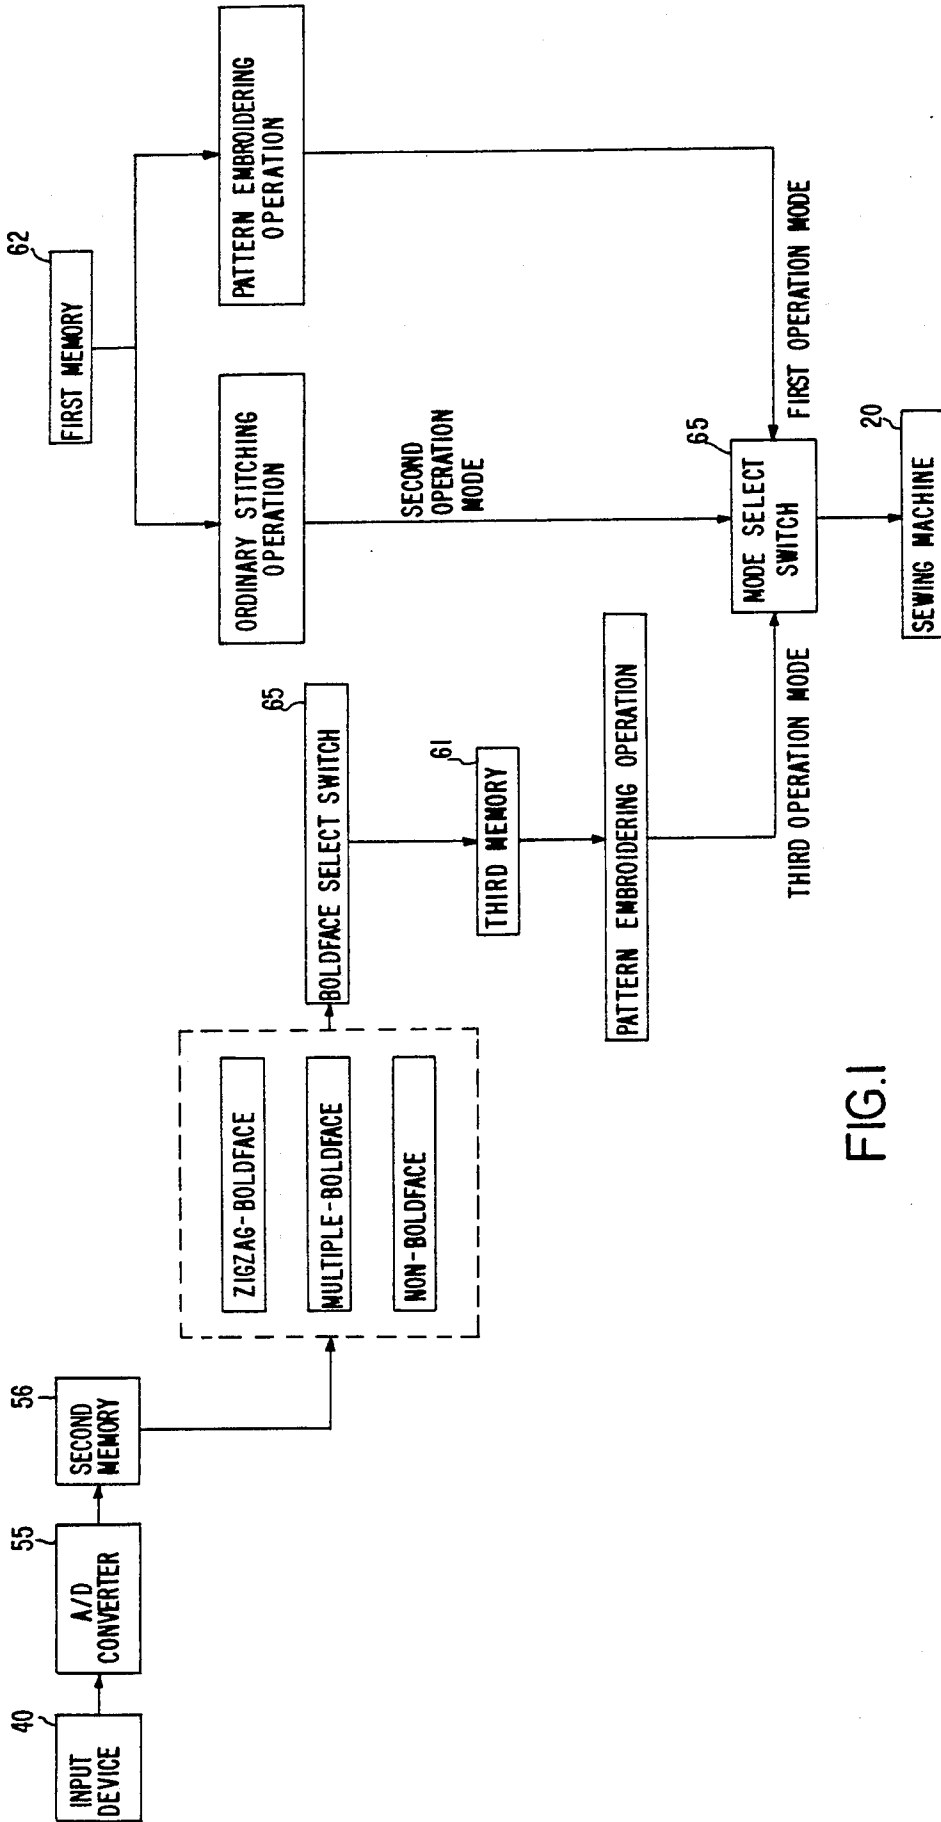 40
INPUT
DEVICE
55
A/D
CONVERTER
56
SECOND
MEMORY
ZIGZAG-BOLDFACE
MULTIPLE-BOLDFACE
NON-BOLDFACE
65
BOLDFACE SELECT SWITCH
61
THIRD MEMORY
PATTERN EMBROIDERING OPERATION
THIRD OPERATION MODE
62
FIRST MEMORY
ORDINARY STITCHING
OPERATION
PATTERN EMBROIDERING
OPERATION
SECOND
OPERATION
MODE
FIRST OPERATION MODE
65
MODE SELECT
SWITCH
20
SEWING MACHINE
FIG.1